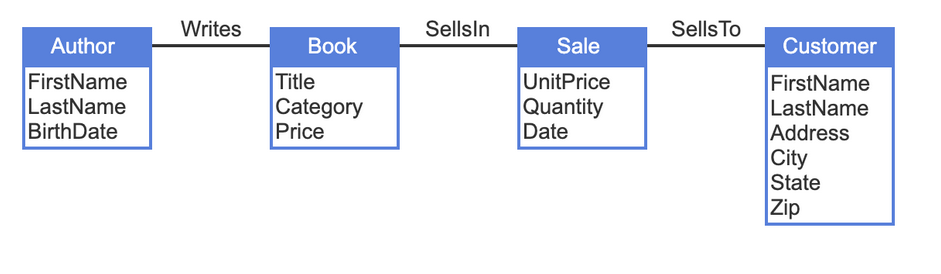 Writes
SellsIn
SellsTo
Author
Book
Sale
Customer
FirstName
LastName
BirthDate
Title
Category
Price
UnitPrice
Quantity
Date
FirstName
LastName
Address
City
State
Zip